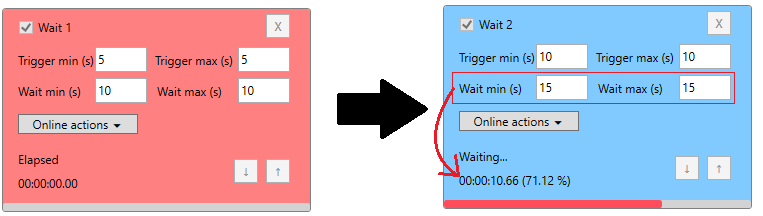 Wait 1 X
Trigger min (s) 5 Trigger max (s) 5
Wait min (s) 10 Wait max (s) 10
Online actions
Elapsed
↓ ↑
00:00:00.00
Wait 2 X
Trigger min (s) 10 Trigger max (s) 10
Wait min (s) 15 Wait max (s) 15
Online actions
Waiting...
↓ ↑
00:00:10.66 (71.12 %)